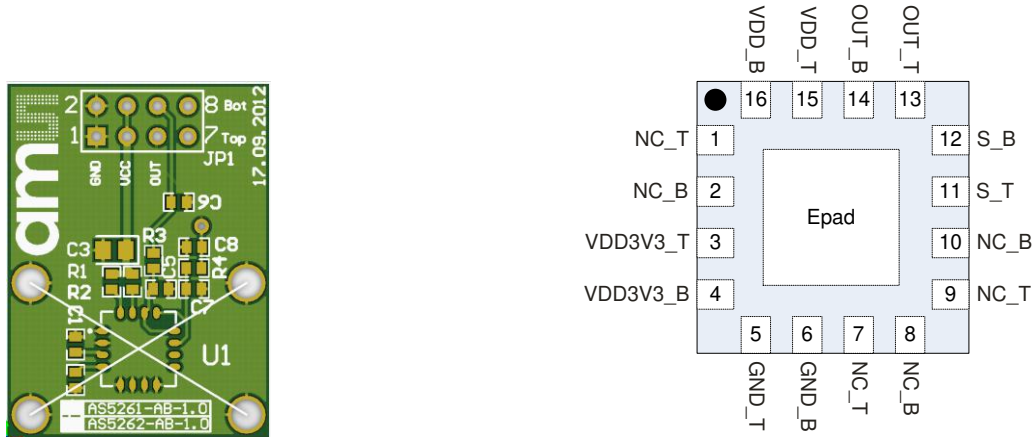 am
2
8 Bot
1
7 Top
JP1
GND
VCC
OUT
17.09.2012
C6
R3
C3
C8
C5
R4
R1
R2
C7
C1
U1
AS5261-AB-1.0
AS5262-AB-1.0
VDD_B
VDD_T
OUT_B
OUT_T
16
15
14
13
NC_T 1
12 S_B
NC_B 2
11 S_T
Epad
VDD3V3_T 3
10 NC_B
VDD3V3_B 4
9 NC_T
5
6
7
8
GND_T
GND_B
NC_T
NC_B